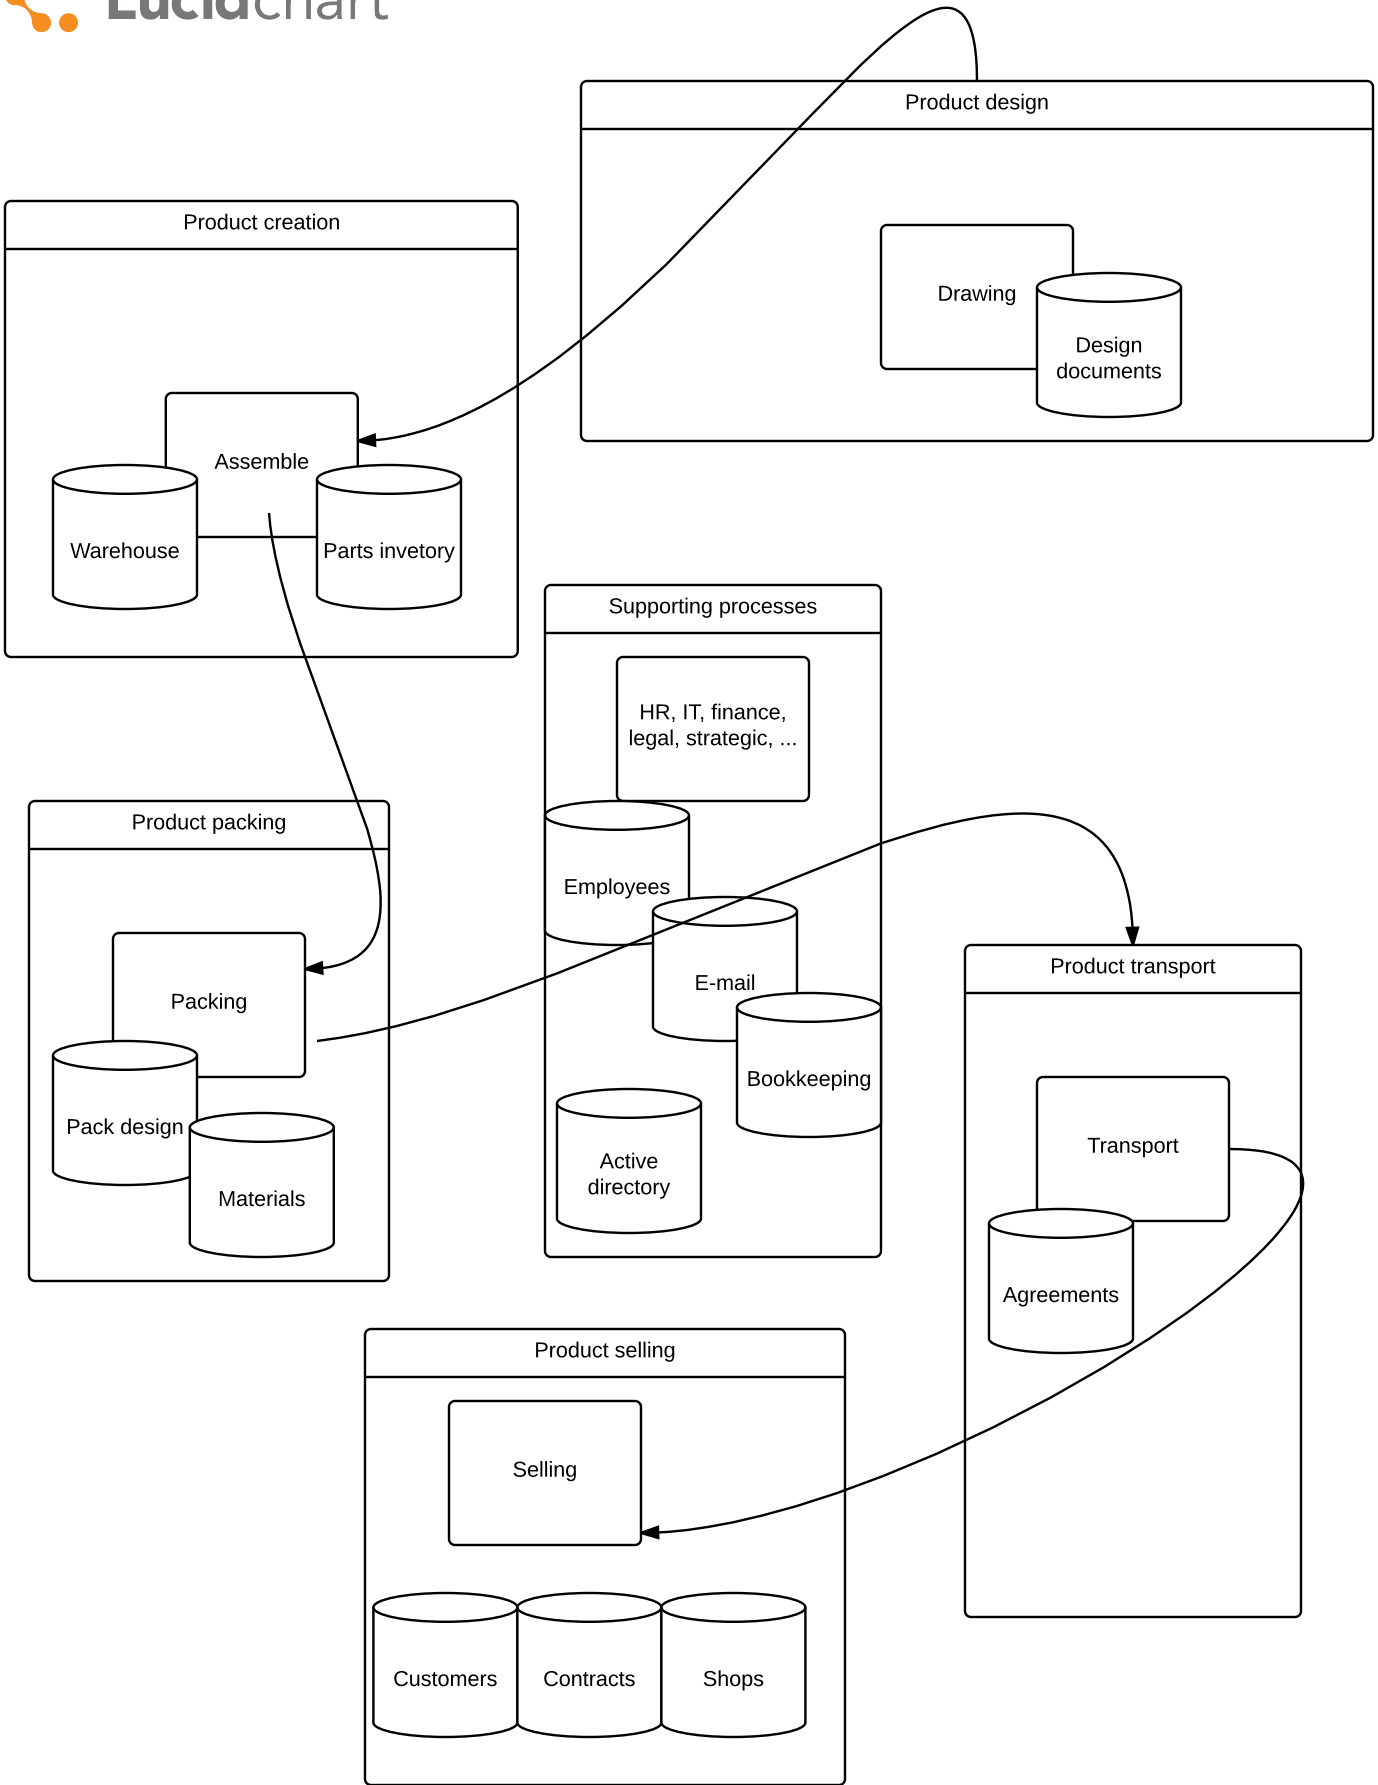 Lucidchart
Product design
Drawing
Design
documents
Product creation
Assemble
Warehouse
Parts invetory
Supporting processes
HR, IT, finance,
legal, strategic, ...
Employees
E-mail
Bookkeeping
Active
directory
Product packing
Packing
Pack design
Materials
Product transport
Transport
Agreements
Product selling
Selling
Customers
Contracts
Shops